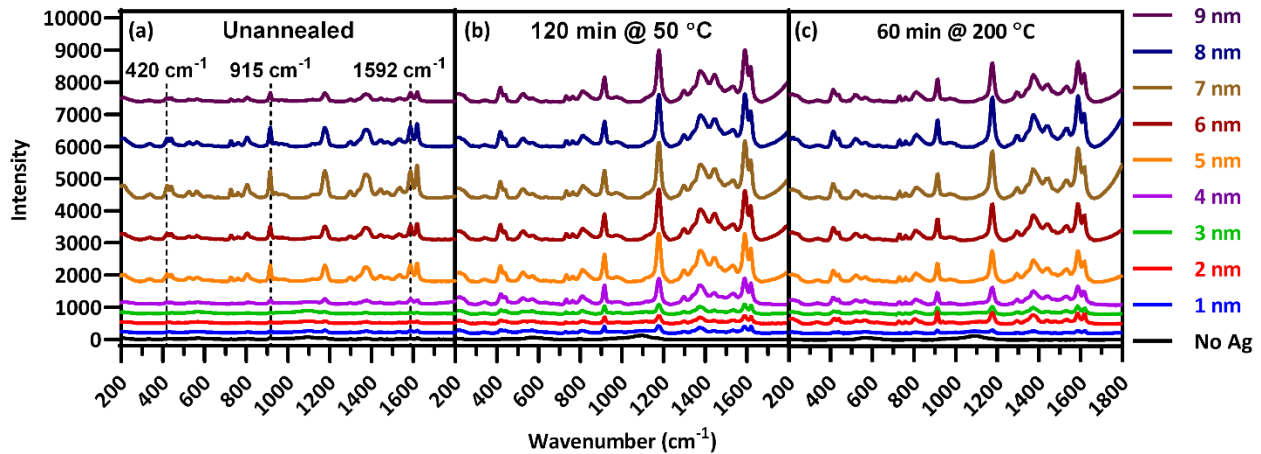 10000
9000
8000
7000
6000
5000
4000
3000
2000
1000
0
Intensity
(a) Unannealed
420 cm⁻¹ 915 cm⁻¹ 1592 cm⁻¹
(b) 120 min @ 50 °C
(c) 60 min @ 200 °C
200 400 600 800 1000 1200 1400 1600 200 400 600 800 1000 1200 1400 1600 200 400 600 800 1000 1200 1400 1600 1800
Wavenumber (cm⁻¹)
9 nm
8 nm
7 nm
6 nm
5 nm
4 nm
3 nm
2 nm
1 nm
No Ag